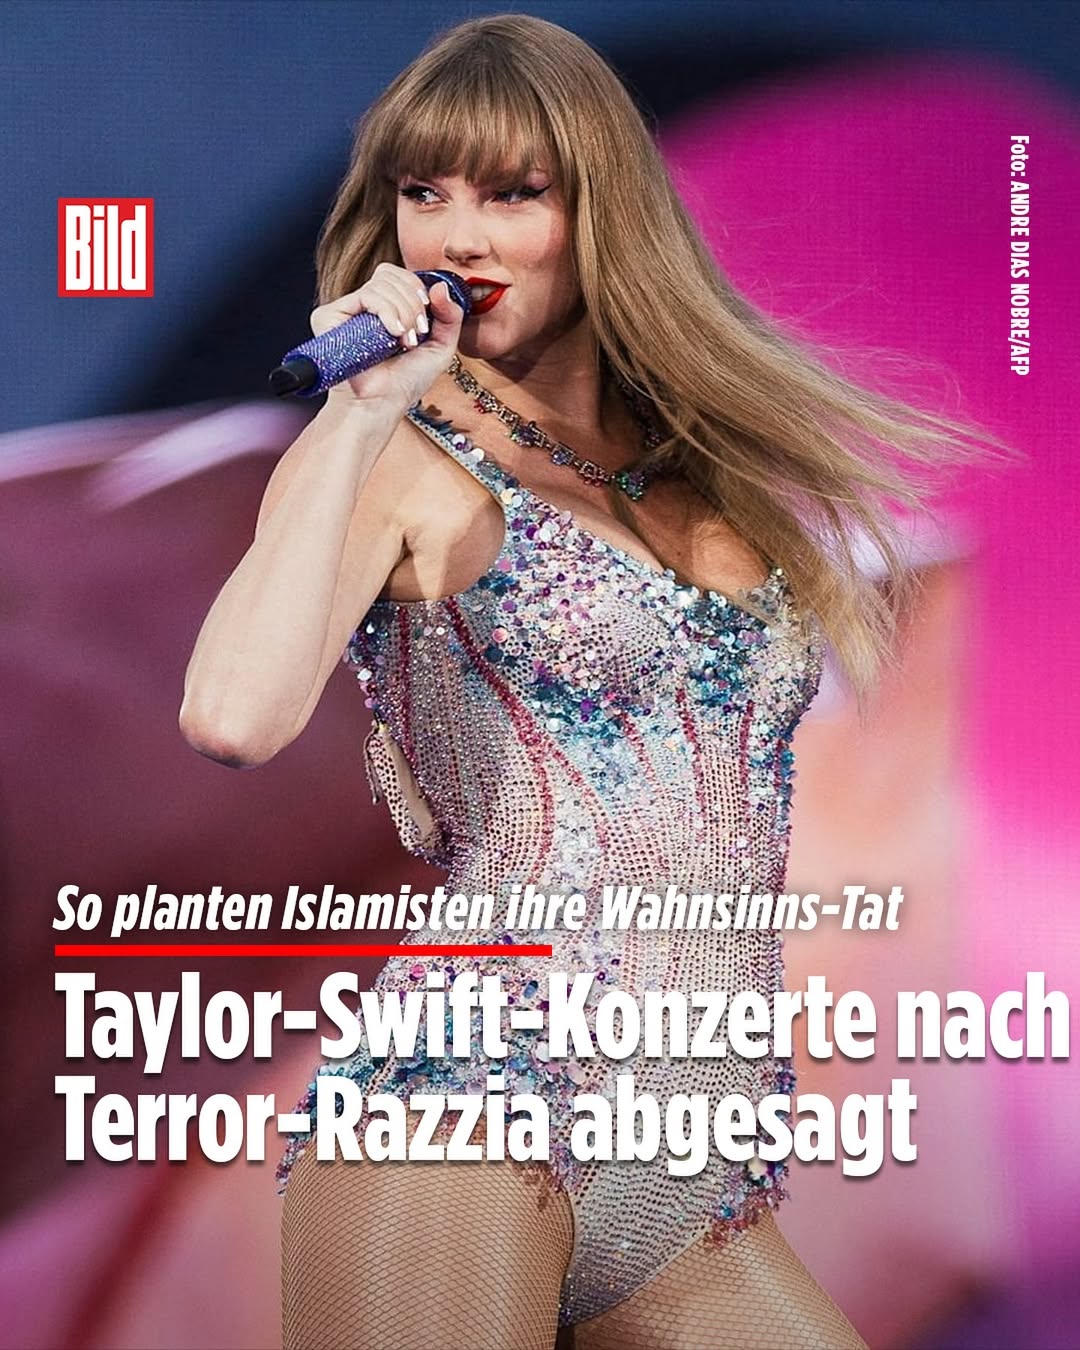 Foto: ANDRE DIAS NOBRE/AFP
Bild
So planten Islamisten ihre Wahnsinns-Tat
Taylor-Swift-Konzerte nach
Terror-Razzia abgesagt